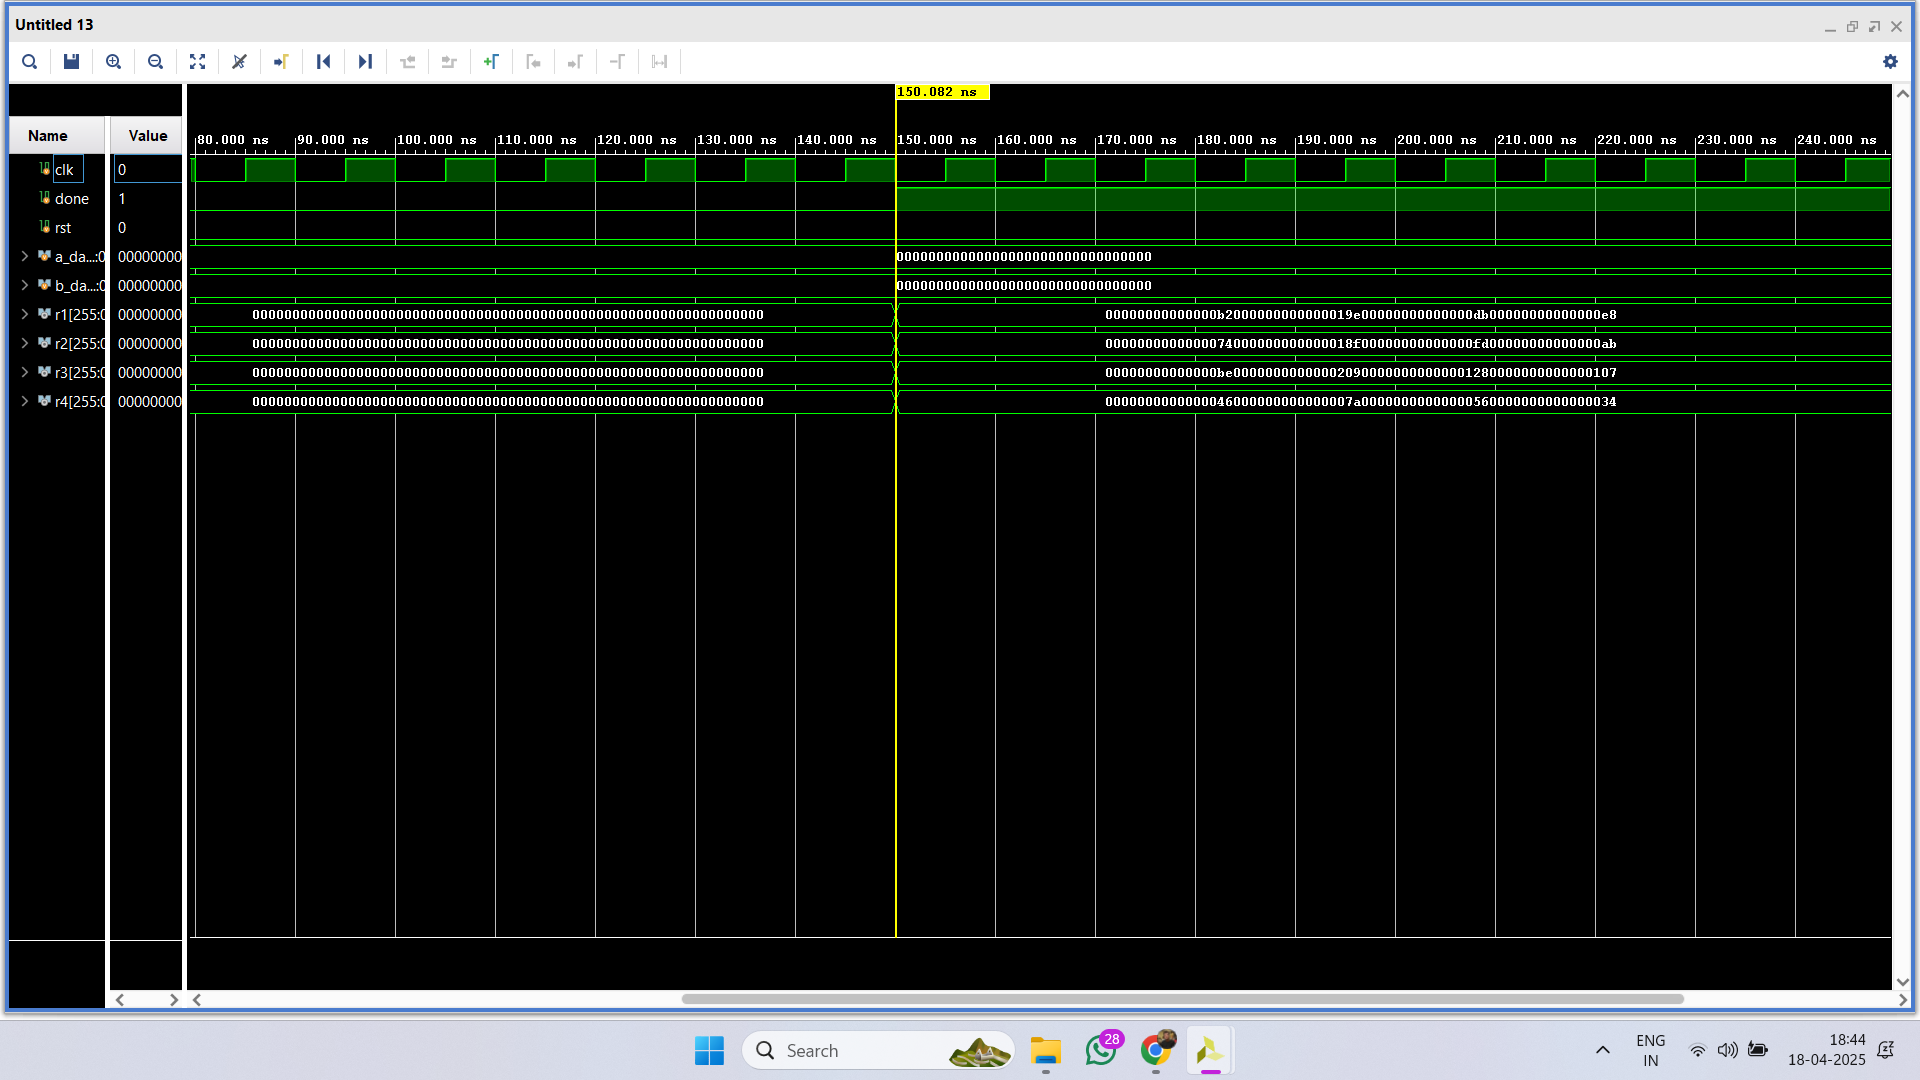 Untitled 13
150.082 ns
Name Value
80.000 ns 90.000 ns 100.000 ns 110.000 ns 120.000 ns 130.000 ns 140.000 ns 150.000 ns 160.000 ns 170.000 ns 180.000 ns 190.000 ns 200.000 ns 210.000 ns 220.000 ns 230.000 ns 240.000 ns
clk 0
done 1
rst 0
a_da...:0 00000000 00000000000000000000000000000000
b_da...:0 00000000 00000000000000000000000000000000
r1[255:0 00000000 0000000000000000000000000000000000000000000000000000000000000000 00000000000000b2000000000000019e00000000000000db00000000000000e8
r2[255:0 00000000 0000000000000000000000000000000000000000000000000000000000000000 0000000000000074000000000000018f00000000000000fd00000000000000ab
r3[255:0 00000000 0000000000000000000000000000000000000000000000000000000000000000 00000000000000be000000000000020900000000000001280000000000000107
r4[255:0 00000000 0000000000000000000000000000000000000000000000000000000000000000 0000000000000046000000000000007a00000000000000560000000000000034
Search
28
ENG
IN
18:44
18-04-2025